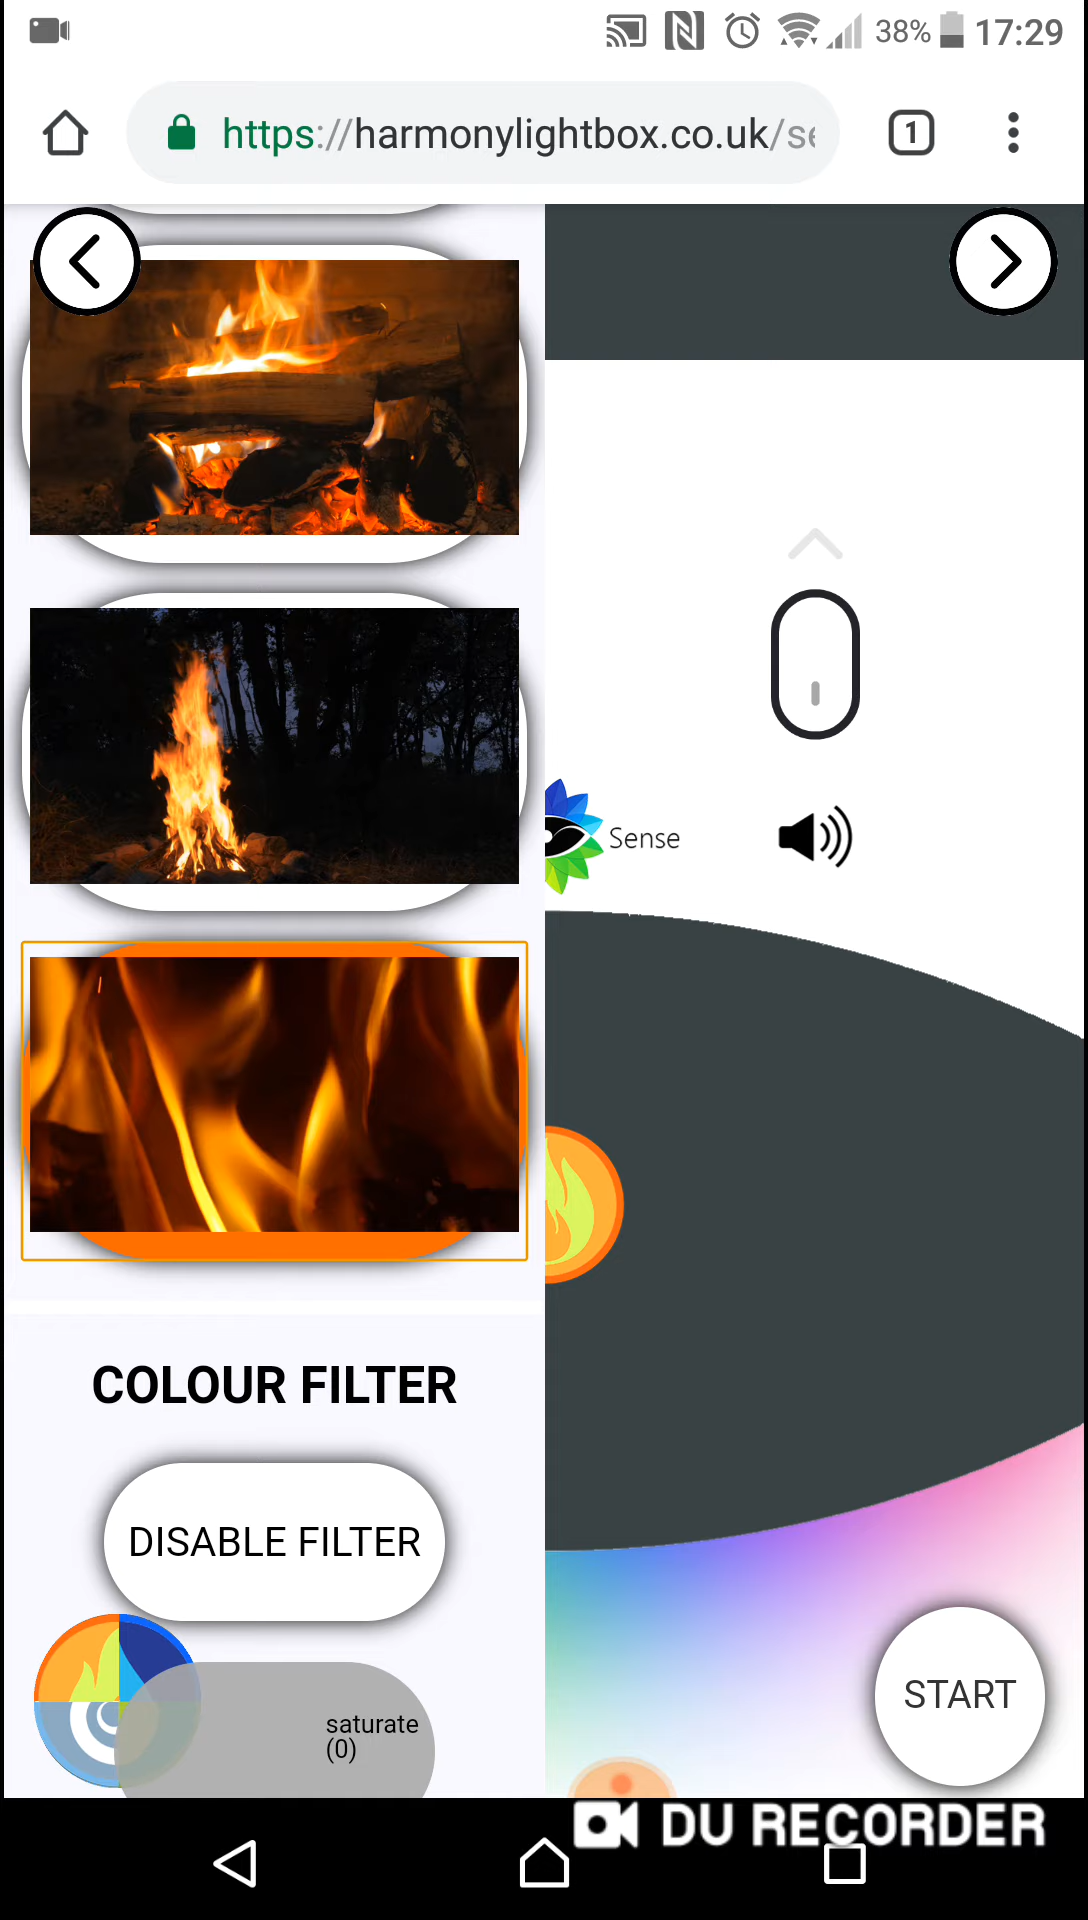 38% 17:29
https://harmonylightbox.co.uk/se
1
Sense
COLOUR FILTER
DISABLE FILTER
saturate
(0)
START
DU RECORDER